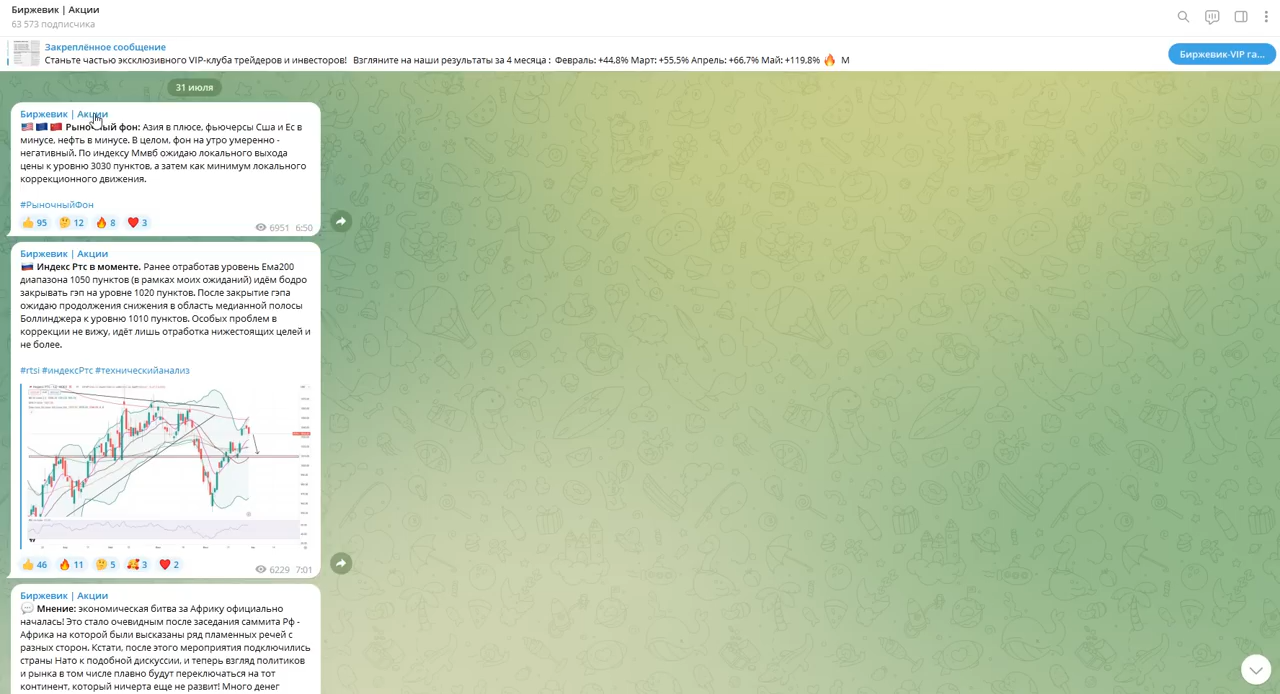 Биржевик | Акции
63 573 подписчика
Закреплённое сообщение
Станьте частью эксклюзивного VIP-клуба трейдеров и инвесторов! Взгляните на наши результаты за 4 месяца : Февраль: +44,8% Март: +55,5% Апрель: +66,7% Май: +119,8% 🔥 М
Биржевик-VIP га...
31 июля
Биржевик | Акции
🇺🇸 🇪🇺 🇨🇳 Рыночный фон: Азия в плюсе, фьючерсы Сша и Ес в
минусе, нефть в минусе. В целом, фон на утро умеренно -
негативный. По индексу Ммвб ожидаю локального выхода
цены к уровню 3030 пунктов, а затем как минимум локального
коррекционного движения.
#РыночныйФон
👍 95 🤔 12 🔥 8 ❤️ 3
6951 6:50
Биржевик | Акции
🇷🇺 Индекс Ртс в моменте. Ранее отработав уровень Ема200
диапазона 1050 пунктов (в рамках моих ожиданий) идём бодро
закрывать гэп на уровне 1020 пунктов. После закрытие гэпа
ожидаю продолжения снижения в область медианной полосы
Боллинджера к уровню 1010 пунктов. Особых проблем в
коррекции не вижу, идёт лишь отработка нижестоящих целей и
не более.
#rtsi #индексРтс #техническийанализ
👍 46 🔥 11 🤔 5 🥰 3 ❤️ 2
6229 7:01
Биржевик | Акции
💬 Мнение: экономическая битва за Африку официально
началась! Это стало очевидным после заседания саммита Рф -
Африка на которой были высказаны ряд пламенных речей с
разных сторон. Кстати, после этого мероприятия подключились
страны Нато к подобной дискуссии, и теперь взгляд политиков
и рынка в том числе плавно будут переключаться на тот
континент, который ничерта еще не развит! Много денег